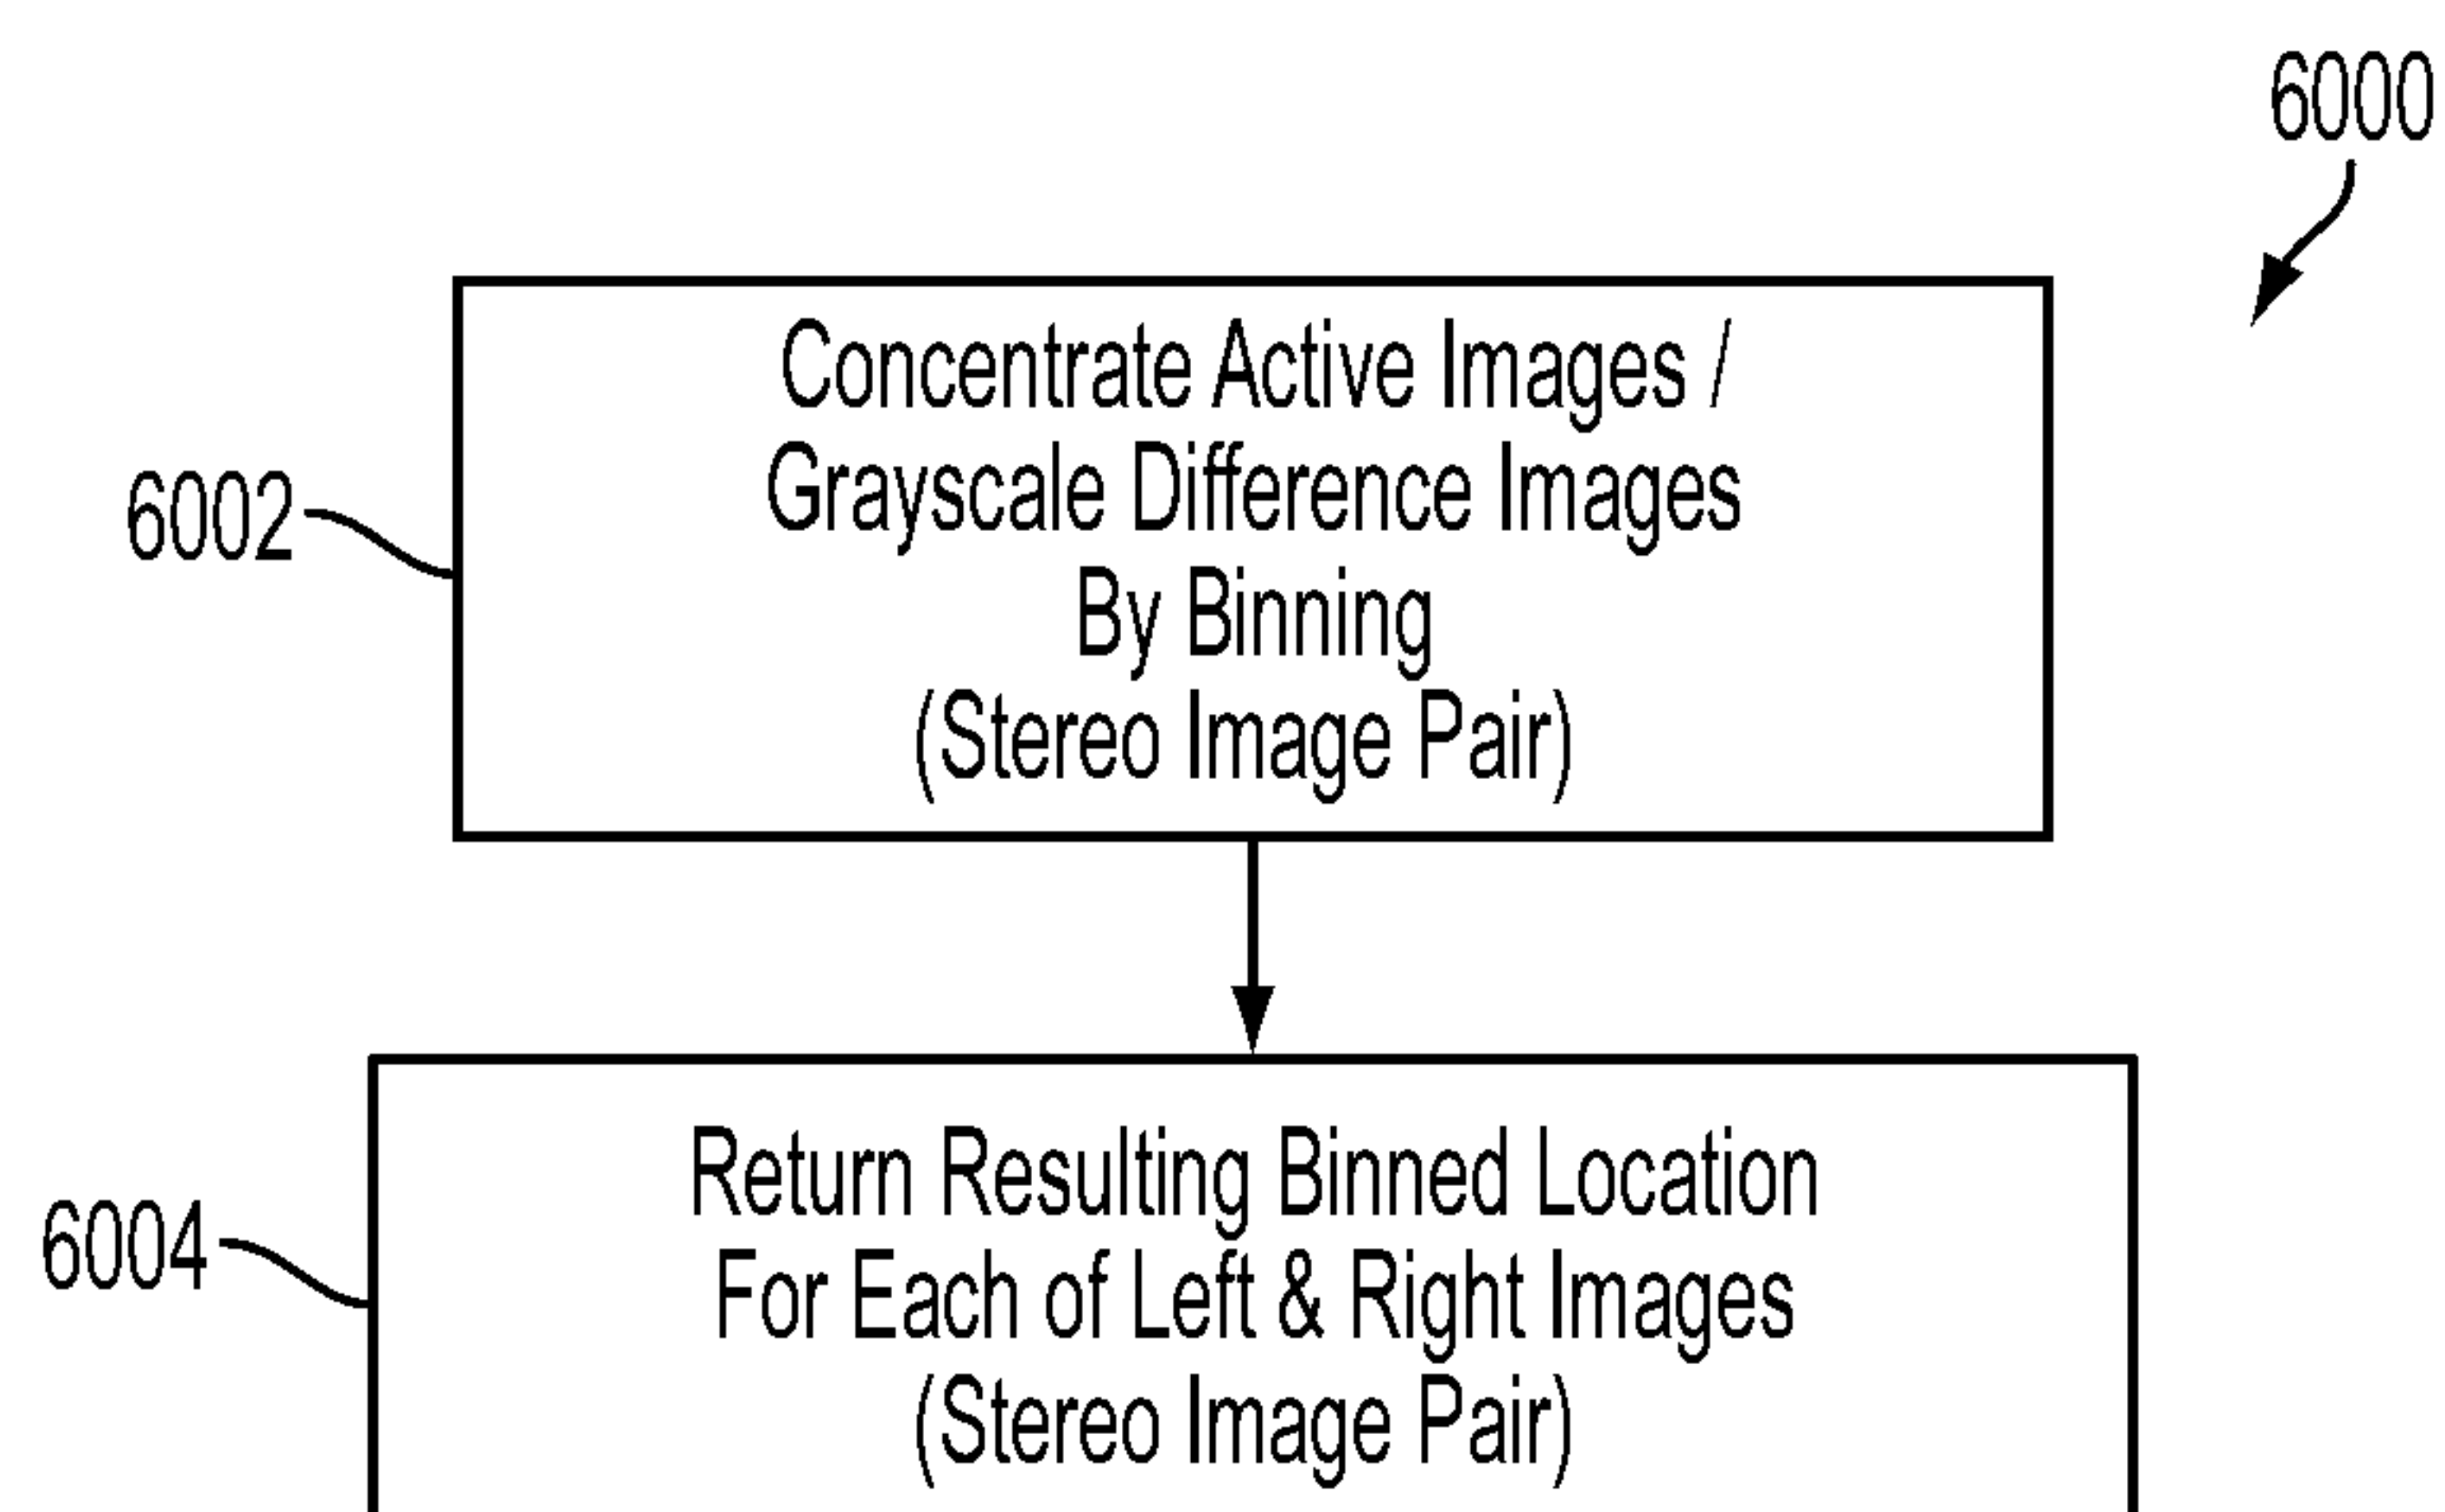 6000
Concentrate Active Images /
Grayscale Difference Images
By Binning
(Stereo Image Pair)
6002
Return Resulting Binned Location
For Each of Left & Right Images
(Stereo Image Pair)
6004